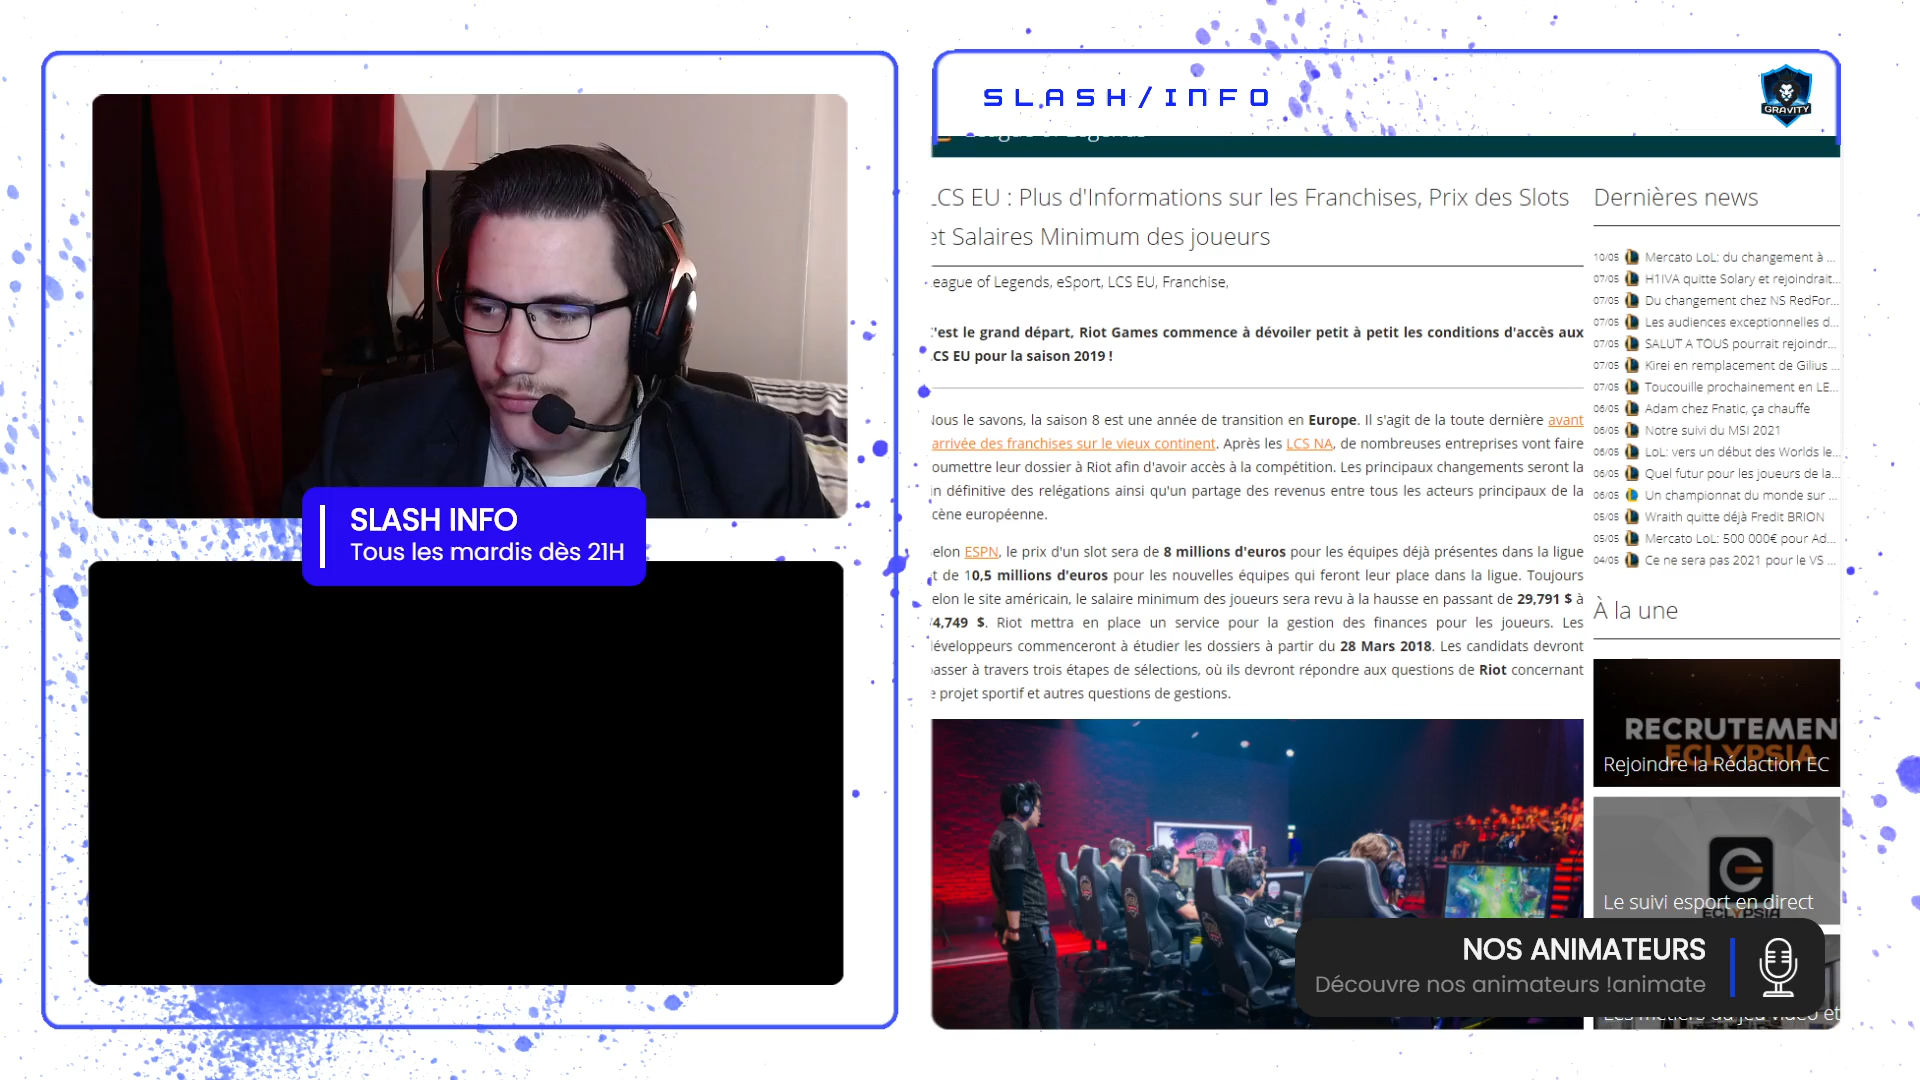 SLASH INFO
Tous les mardis dès 21H
SLASH/INFO
GRAVITY
League of Legends
LCS EU : Plus d'Informations sur les Franchises, Prix des Slots
et Salaires Minimum des joueurs
eague of Legends, eSport, LCS EU, Franchise,
'est le grand départ, Riot Games commence à dévoiler petit à petit les conditions d'accès aux
CS EU pour la saison 2019 !
Nous le savons, la saison 8 est une année de transition en Europe. Il s'agit de la toute dernière avant
arrivée des franchises sur le vieux continent. Après les LCS NA, de nombreuses entreprises vont faire
oumettre leur dossier à Riot afin d'avoir accès à la compétition. Les principaux changements seront la
in définitive des relégations ainsi qu'un partage des revenus entre tous les acteurs principaux de la
cène européenne.
elon ESPN, le prix d'un slot sera de 8 millions d'euros pour les équipes déjà présentes dans la ligue
t de 10,5 millions d'euros pour les nouvelles équipes qui feront leur place dans la ligue. Toujours
elon le site américain, le salaire minimum des joueurs sera revu à la hausse en passant de 29,791 $ à
4,749 $. Riot mettra en place un service pour la gestion des finances pour les joueurs. Les
développeurs commenceront à étudier les dossiers à partir du 28 Mars 2018. Les candidats devront
passer à travers trois étapes de sélections, où ils devront répondre aux questions de Riot concernant
e projet sportif et autres questions de gestions.
Dernières news
10/05 Mercato LoL: du changement à ...
07/05 H1IVA quitte Solary et rejoindrait...
07/05 Du changement chez NS RedFor...
07/05 Les audiences exceptionnelles d...
07/05 SALUT A TOUS pourrait rejoindr...
07/05 Kirei en remplacement de Gilius ...
07/05 Toucouille prochainement en LE...
06/05 Adam chez Fnatic, ça chauffe
06/05 Notre suivi du MSI 2021
06/05 LoL: vers un début des Worlds le...
06/05 Quel futur pour les joueurs de la...
06/05 Un championnat du monde sur ...
05/05 Wraith quitte déjà Fredit BRION
05/05 Mercato LoL: 500 000€ pour Ad...
04/05 Ce ne sera pas 2021 pour le VS ...
À la une
RECRUTEMEN
ECLYPSIA
Rejoindre la Rédaction EC
Le suivi esport en direct
ECLYPSIA
Les métiers du jeu vidéo et
NOS ANIMATEURS
Découvre nos animateurs !animate